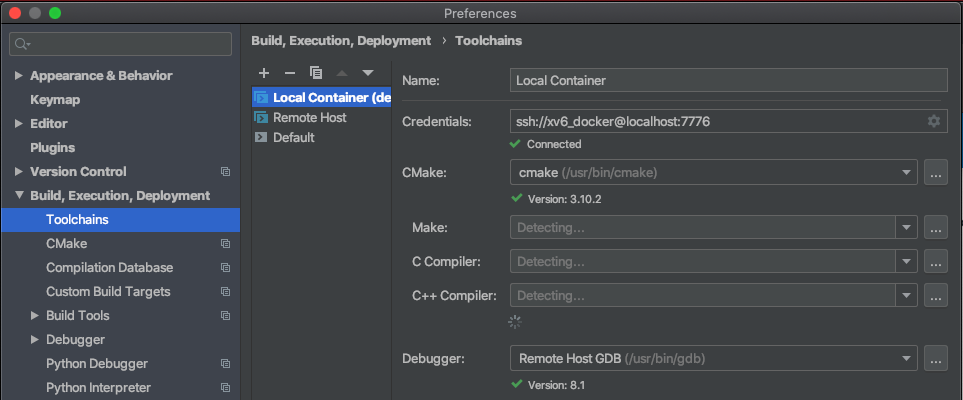 Preferences
Appearance & Behavior
Keymap
Editor
Plugins
Version Control
Build, Execution, Deployment
Toolchains
CMake
Compilation Database
Custom Build Targets
Build Tools
Debugger
Python Debugger
Python Interpreter
Build, Execution, Deployment › Toolchains
Local Container (de
Remote Host
Default
Name: Local Container
Credentials: ssh://xv6_docker@localhost:7776
Connected
CMake: cmake (/usr/bin/cmake) ...
Version: 3.10.2
Make: Detecting... ...
C Compiler: Detecting... ...
C++ Compiler: Detecting... ...
Debugger: Remote Host GDB (/usr/bin/gdb) ...
Version: 8.1